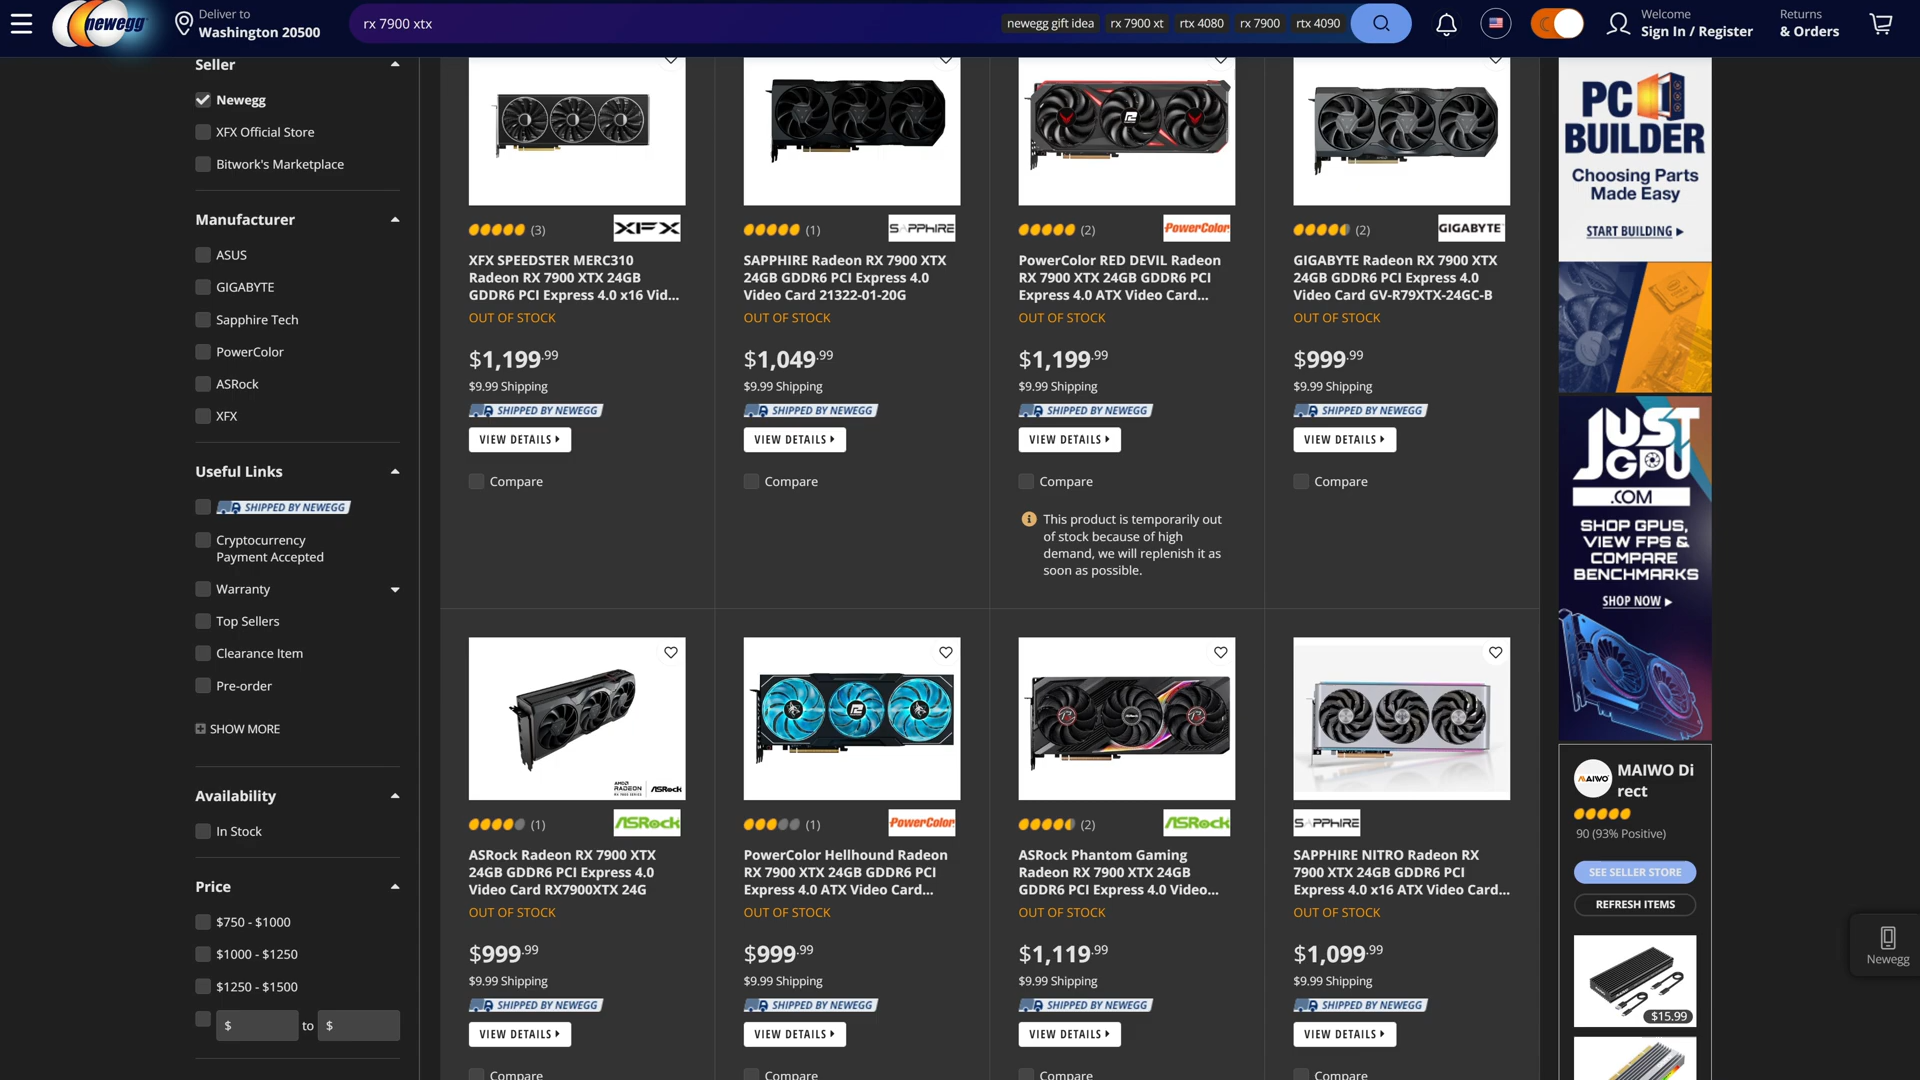 newegg
Deliver to
Washington 20500
rx 7900 xtx
newegg gift idea
rx 7900 xt
rtx 4080
rx 7900
rtx 4090
Welcome
Sign In / Register
Returns
& Orders
Seller
Newegg
XFX Official Store
Bitwork's Marketplace
Manufacturer
ASUS
GIGABYTE
Sapphire Tech
PowerColor
ASRock
XFX
Useful Links
SHIPPED BY NEWEGG
Cryptocurrency
Payment Accepted
Warranty
Top Sellers
Clearance Item
Pre-order
SHOW MORE
Availability
In Stock
Price
$750 - $1000
$1000 - $1250
$1250 - $1500
$ to $
(3)
XFX
XFX SPEEDSTER MERC310
Radeon RX 7900 XTX 24GB
GDDR6 PCI Express 4.0 x16 Vid...
OUT OF STOCK
$1,199.99
$9.99 Shipping
SHIPPED BY NEWEGG
VIEW DETAILS
Compare
(1)
SAPPHIRE
SAPPHIRE Radeon RX 7900 XTX
24GB GDDR6 PCI Express 4.0
Video Card 21322-01-20G
OUT OF STOCK
$1,049.99
$9.99 Shipping
SHIPPED BY NEWEGG
VIEW DETAILS
Compare
(2)
PowerColor
PowerColor RED DEVIL Radeon
RX 7900 XTX 24GB GDDR6 PCI
Express 4.0 ATX Video Card...
OUT OF STOCK
$1,199.99
$9.99 Shipping
SHIPPED BY NEWEGG
VIEW DETAILS
Compare
This product is temporarily out
of stock because of high
demand, we will replenish it as
soon as possible.
(2)
GIGABYTE
GIGABYTE Radeon RX 7900 XTX
24GB GDDR6 PCI Express 4.0
Video Card GV-R79XTX-24GC-B
OUT OF STOCK
$999.99
$9.99 Shipping
SHIPPED BY NEWEGG
VIEW DETAILS
Compare
AMD
RADEON
ASRock
(1)
ASRock
ASRock Radeon RX 7900 XTX
24GB GDDR6 PCI Express 4.0
Video Card RX7900XTX 24G
OUT OF STOCK
$999.99
$9.99 Shipping
SHIPPED BY NEWEGG
VIEW DETAILS
Compare
(1)
PowerColor
PowerColor Hellhound Radeon
RX 7900 XTX 24GB GDDR6 PCI
Express 4.0 ATX Video Card...
OUT OF STOCK
$999.99
$9.99 Shipping
SHIPPED BY NEWEGG
VIEW DETAILS
Compare
(2)
ASRock
ASRock Phantom Gaming
Radeon RX 7900 XTX 24GB
GDDR6 PCI Express 4.0 Video...
OUT OF STOCK
$1,119.99
$9.99 Shipping
SHIPPED BY NEWEGG
VIEW DETAILS
Compare
SAPPHIRE
SAPPHIRE NITRO Radeon RX
7900 XTX 24GB GDDR6 PCI
Express 4.0 x16 ATX Video Card...
OUT OF STOCK
$1,099.99
$9.99 Shipping
SHIPPED BY NEWEGG
VIEW DETAILS
Compare
PC
BUILDER
Choosing Parts
Made Easy
START BUILDING
JUST
GPU
.COM
SHOP GPUS,
VIEW FPS &
COMPARE
BENCHMARKS
SHOP NOW
MAIWO
MAIWO Di
rect
90 (93% Positive)
SEE SELLER STORE
REFRESH ITEMS
$15.99
Newegg